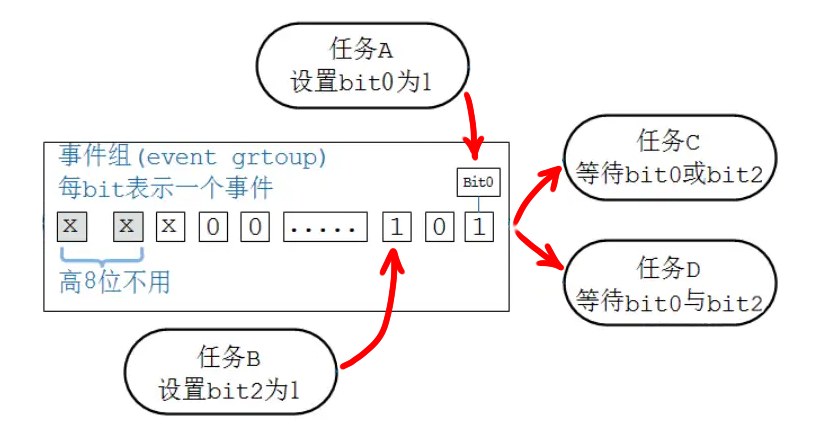 任务A
设置bit0为1
事件组(event grtoup)
每bit表示一个事件
Bit0
x x x 0 0 ..... 1 0 1
高8位不用
任务C
等待bit0或bit2
任务D
等待bit0与bit2
任务B
设置bit2为1